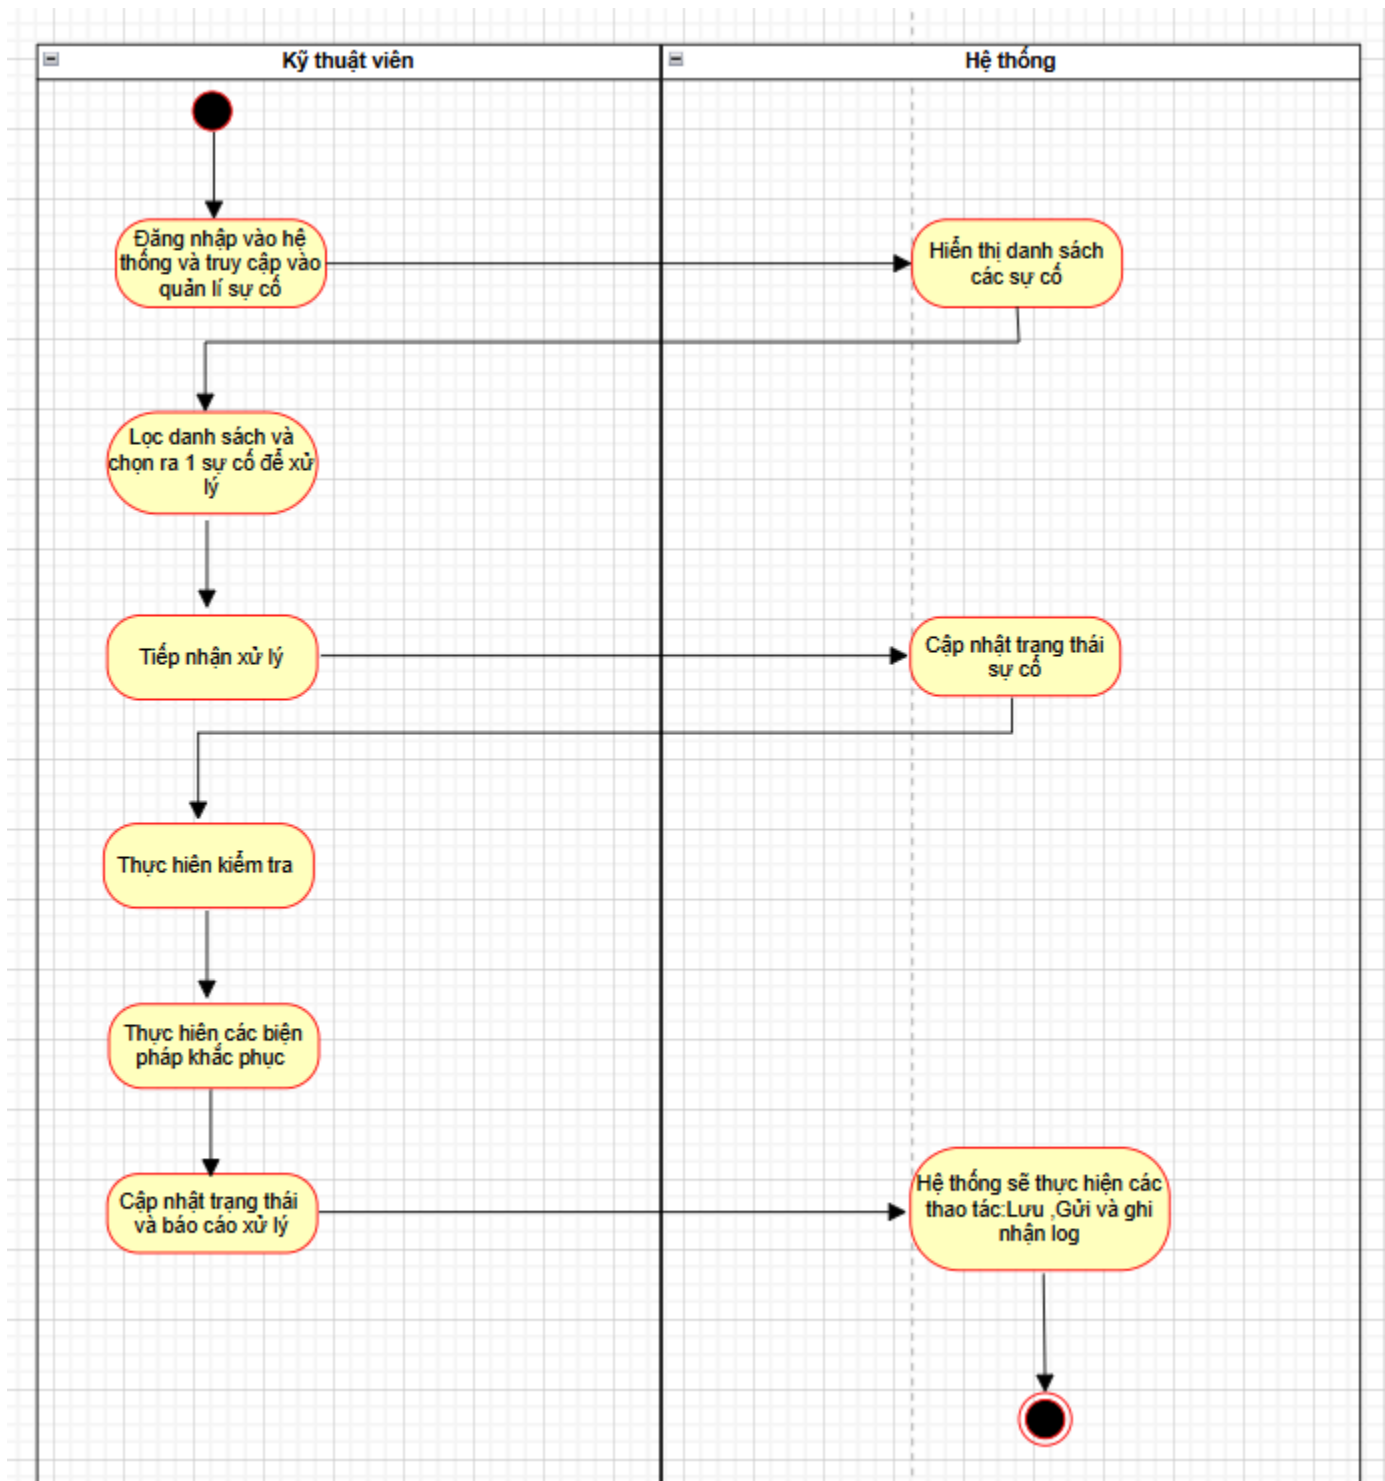 Kỹ thuật viên
Hệ thống
Đăng nhập vào hệ
thống và truy cập vào
quản lí sự cố
Hiển thị danh sách
các sự cố
Lọc danh sách và
chọn ra 1 sự cố để xử
lý
Tiếp nhận xử lý
Cập nhật trạng thái
sự cố
Thực hiên kiểm tra
Thực hiên các biện
pháp khắc phục
Cập nhật trạng thái
và báo cáo xử lý
Hệ thống sẽ thực hiện các
thao tác:Lưu ,Gửi và ghi
nhận log